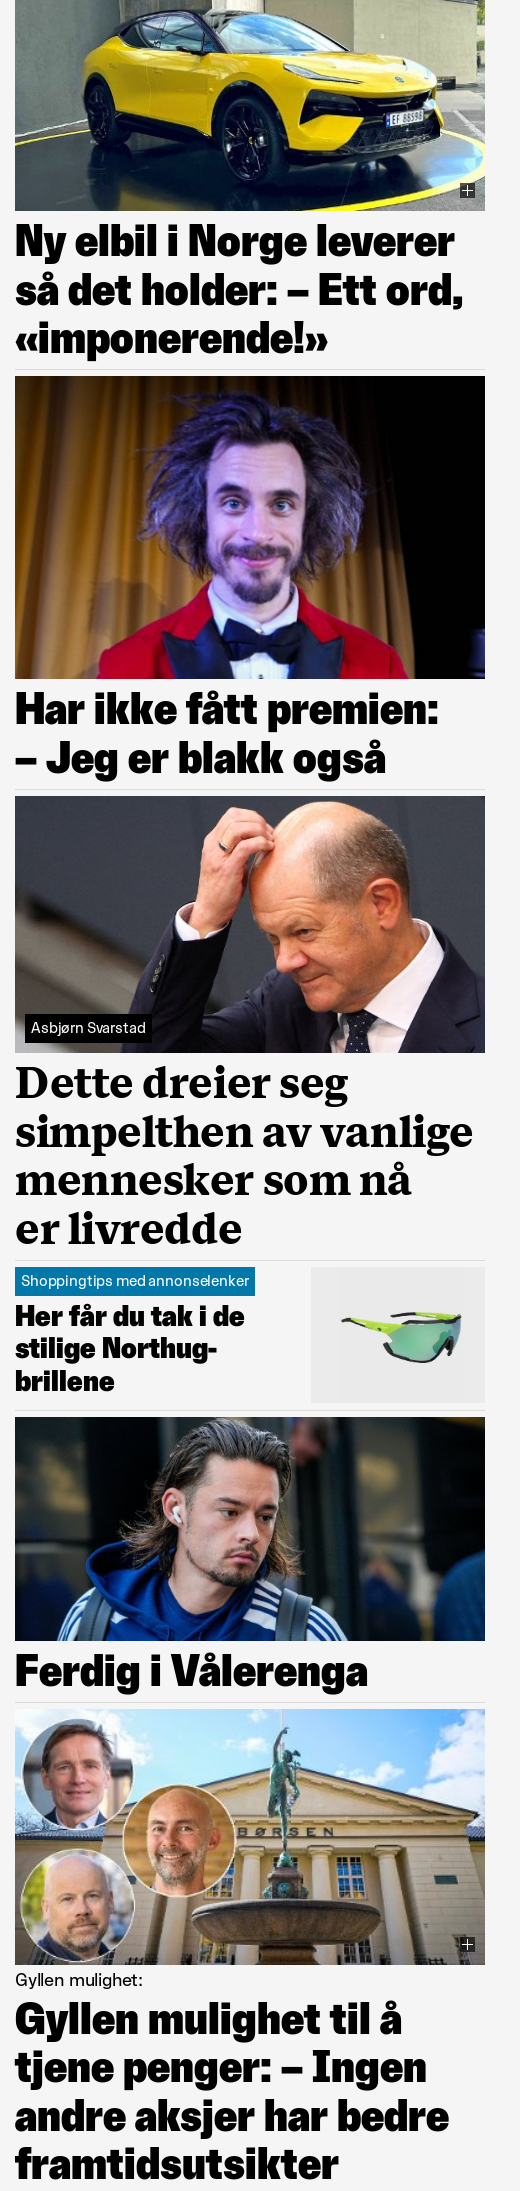 EF 88598
Ny elbil i Norge leverer
så det holder: – Ett ord,
«imponerende!»
Har ikke fått premien:
– Jeg er blakk også
Asbjørn Svarstad
Dette dreier seg
simpelthen av vanlige
mennesker som nå
er livredde
Shoppingtips med annonselenker
Her får du tak i de
stilige Northug-
brillene
Ferdig i Vålerenga
BØRSEN
Gyllen mulighet:
Gyllen mulighet til å
tjene penger: – Ingen
andre aksjer har bedre
framtidsutsikter